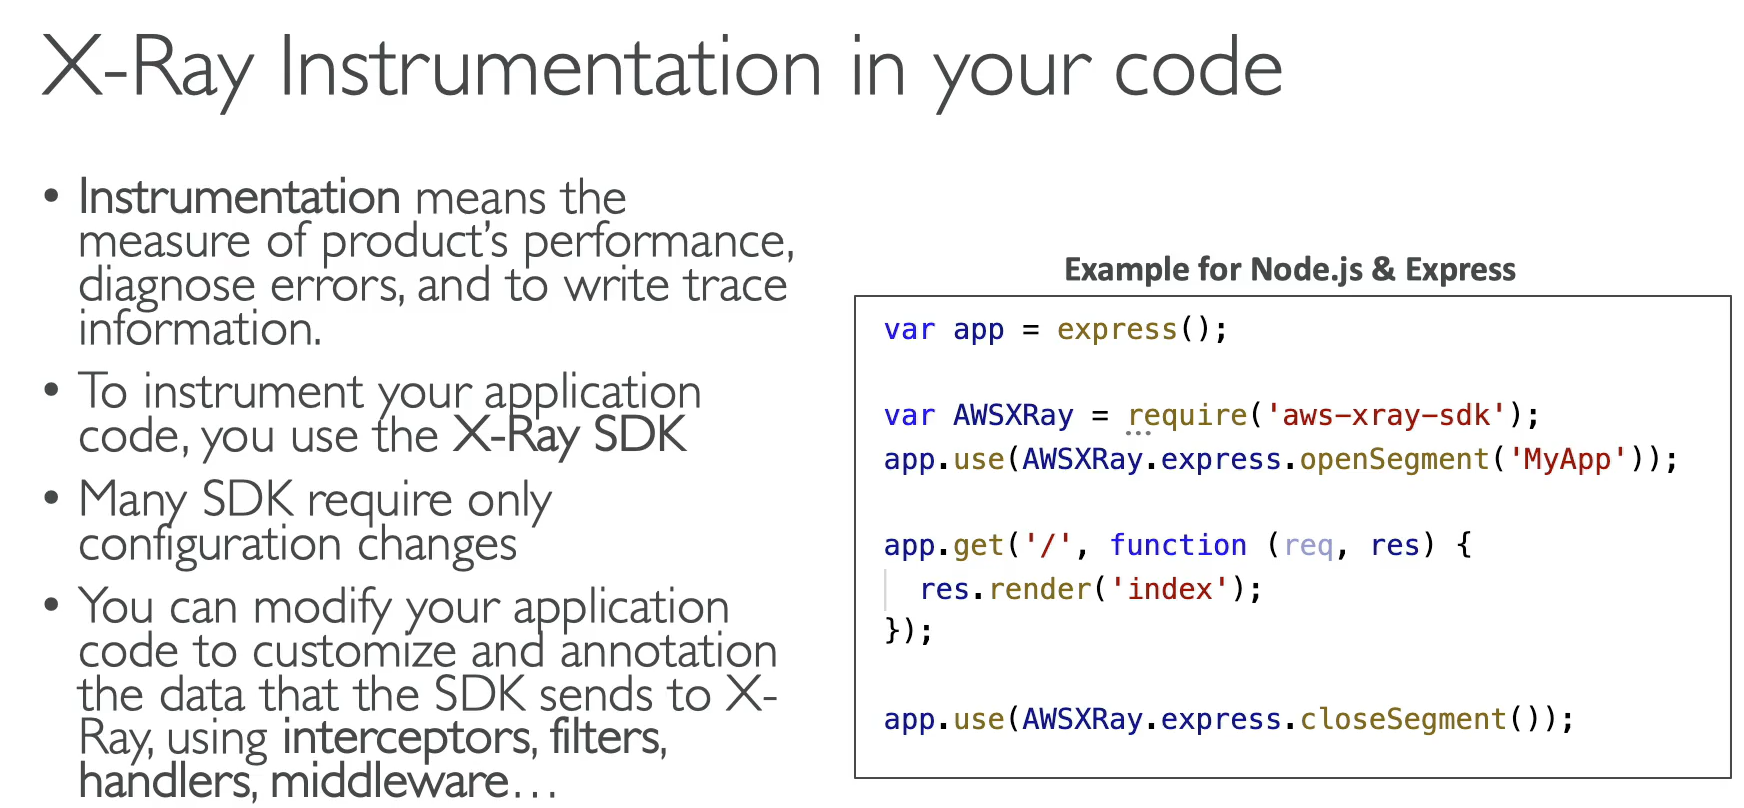 X-Ray Instrumentation in your code
• Instrumentation means the
measure of product’s performance,
diagnose errors, and to write trace
information.
• To instrument your application
code, you use the X-Ray SDK
• Many SDK require only
configuration changes
• You can modify your application
code to customize and annotation
the data that the SDK sends to X-
Ray, using interceptors, filters,
handlers, middleware…
Example for Node.js & Express
var app = express();
var AWSXRay = require('aws-xray-sdk');
app.use(AWSXRay.express.openSegment('MyApp'));
app.get('/', function (req, res) {
  res.render('index');
});
app.use(AWSXRay.express.closeSegment());